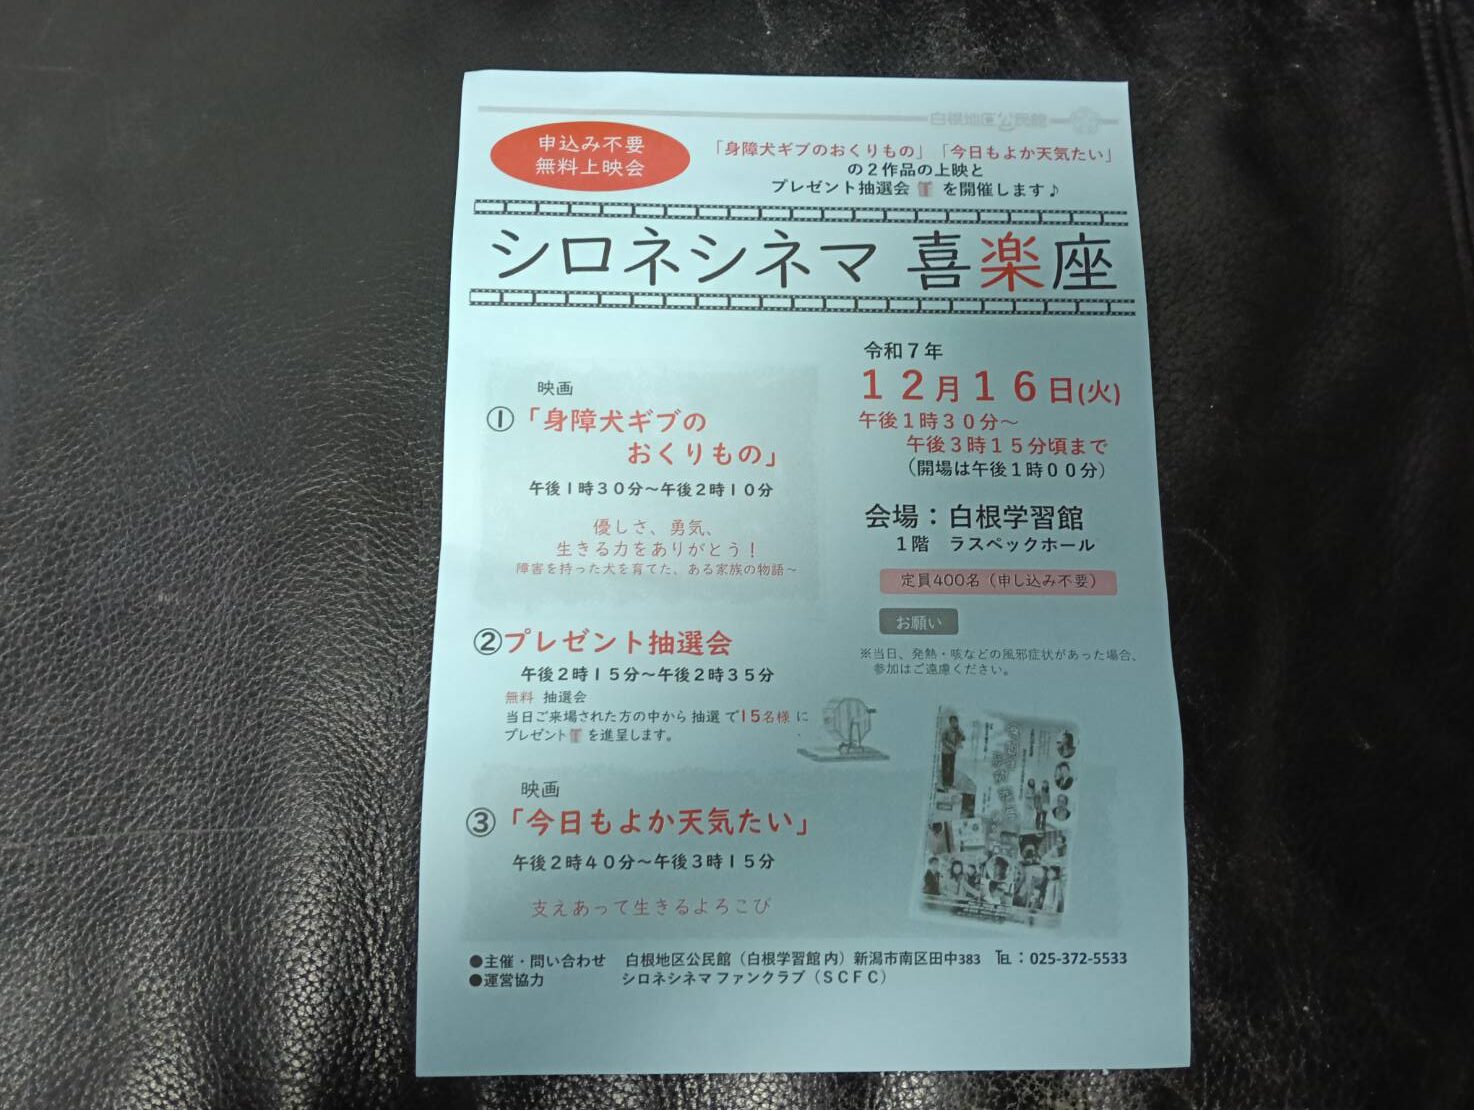 白根地区公民館
申込み不要
無料上映会
「身障犬ギブのおくりもの」「今日もよか天気たい」
の２作品の上映と
プレゼント抽選会 を開催します♪
シロネシネマ 喜楽座
令和７年
１２月１６日(火)
午後１時３０分～
午後３時１５分頃まで
（開場は午後１時００分）
会場：白根学習館
１階　ラスペックホール
定員400名（申し込み不要）
お願い
※当日、発熱・咳などの風邪症状があった場合、
参加はご遠慮ください。
映画
①「身障犬ギブの
おくりもの」
午後１時３０分～午後２時１０分
優しさ、勇気、
生きる力をありがとう！
障害を持った犬を育てた、ある家族の物語～
②プレゼント抽選会
午後２時１５分～午後２時３５分
無料 抽選会
当日ご来場された方の中から 抽選 で15名様 に
プレゼント を進呈します。
映画
③「今日もよか天気たい」
午後２時４０分～午後３時１５分
支えあって生きるよろこび
●主催・問い合わせ　白根地区公民館（白根学習館 内）新潟市南区田中383　℡：025-372-5533
●運営協力　シロネシネマ ファンクラブ（ＳＣＦＣ）